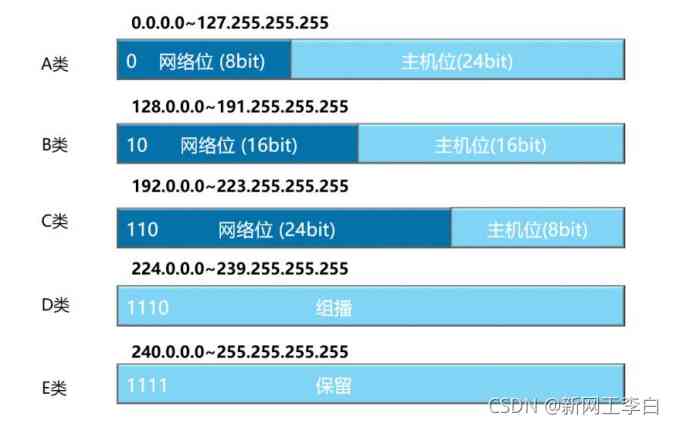 0.0.0.0~127.255.255.255
A类 0 网络位 (8bit) 主机位(24bit)
128.0.0.0~191.255.255.255
B类 10 网络位 (16bit) 主机位(16bit)
192.0.0.0~223.255.255.255
C类 110 网络位 (24bit) 主机位(8bit)
224.0.0.0~239.255.255.255
D类 1110 组播
240.0.0.0~255.255.255.255
E类 1111 保留
CSDN @新网工李白